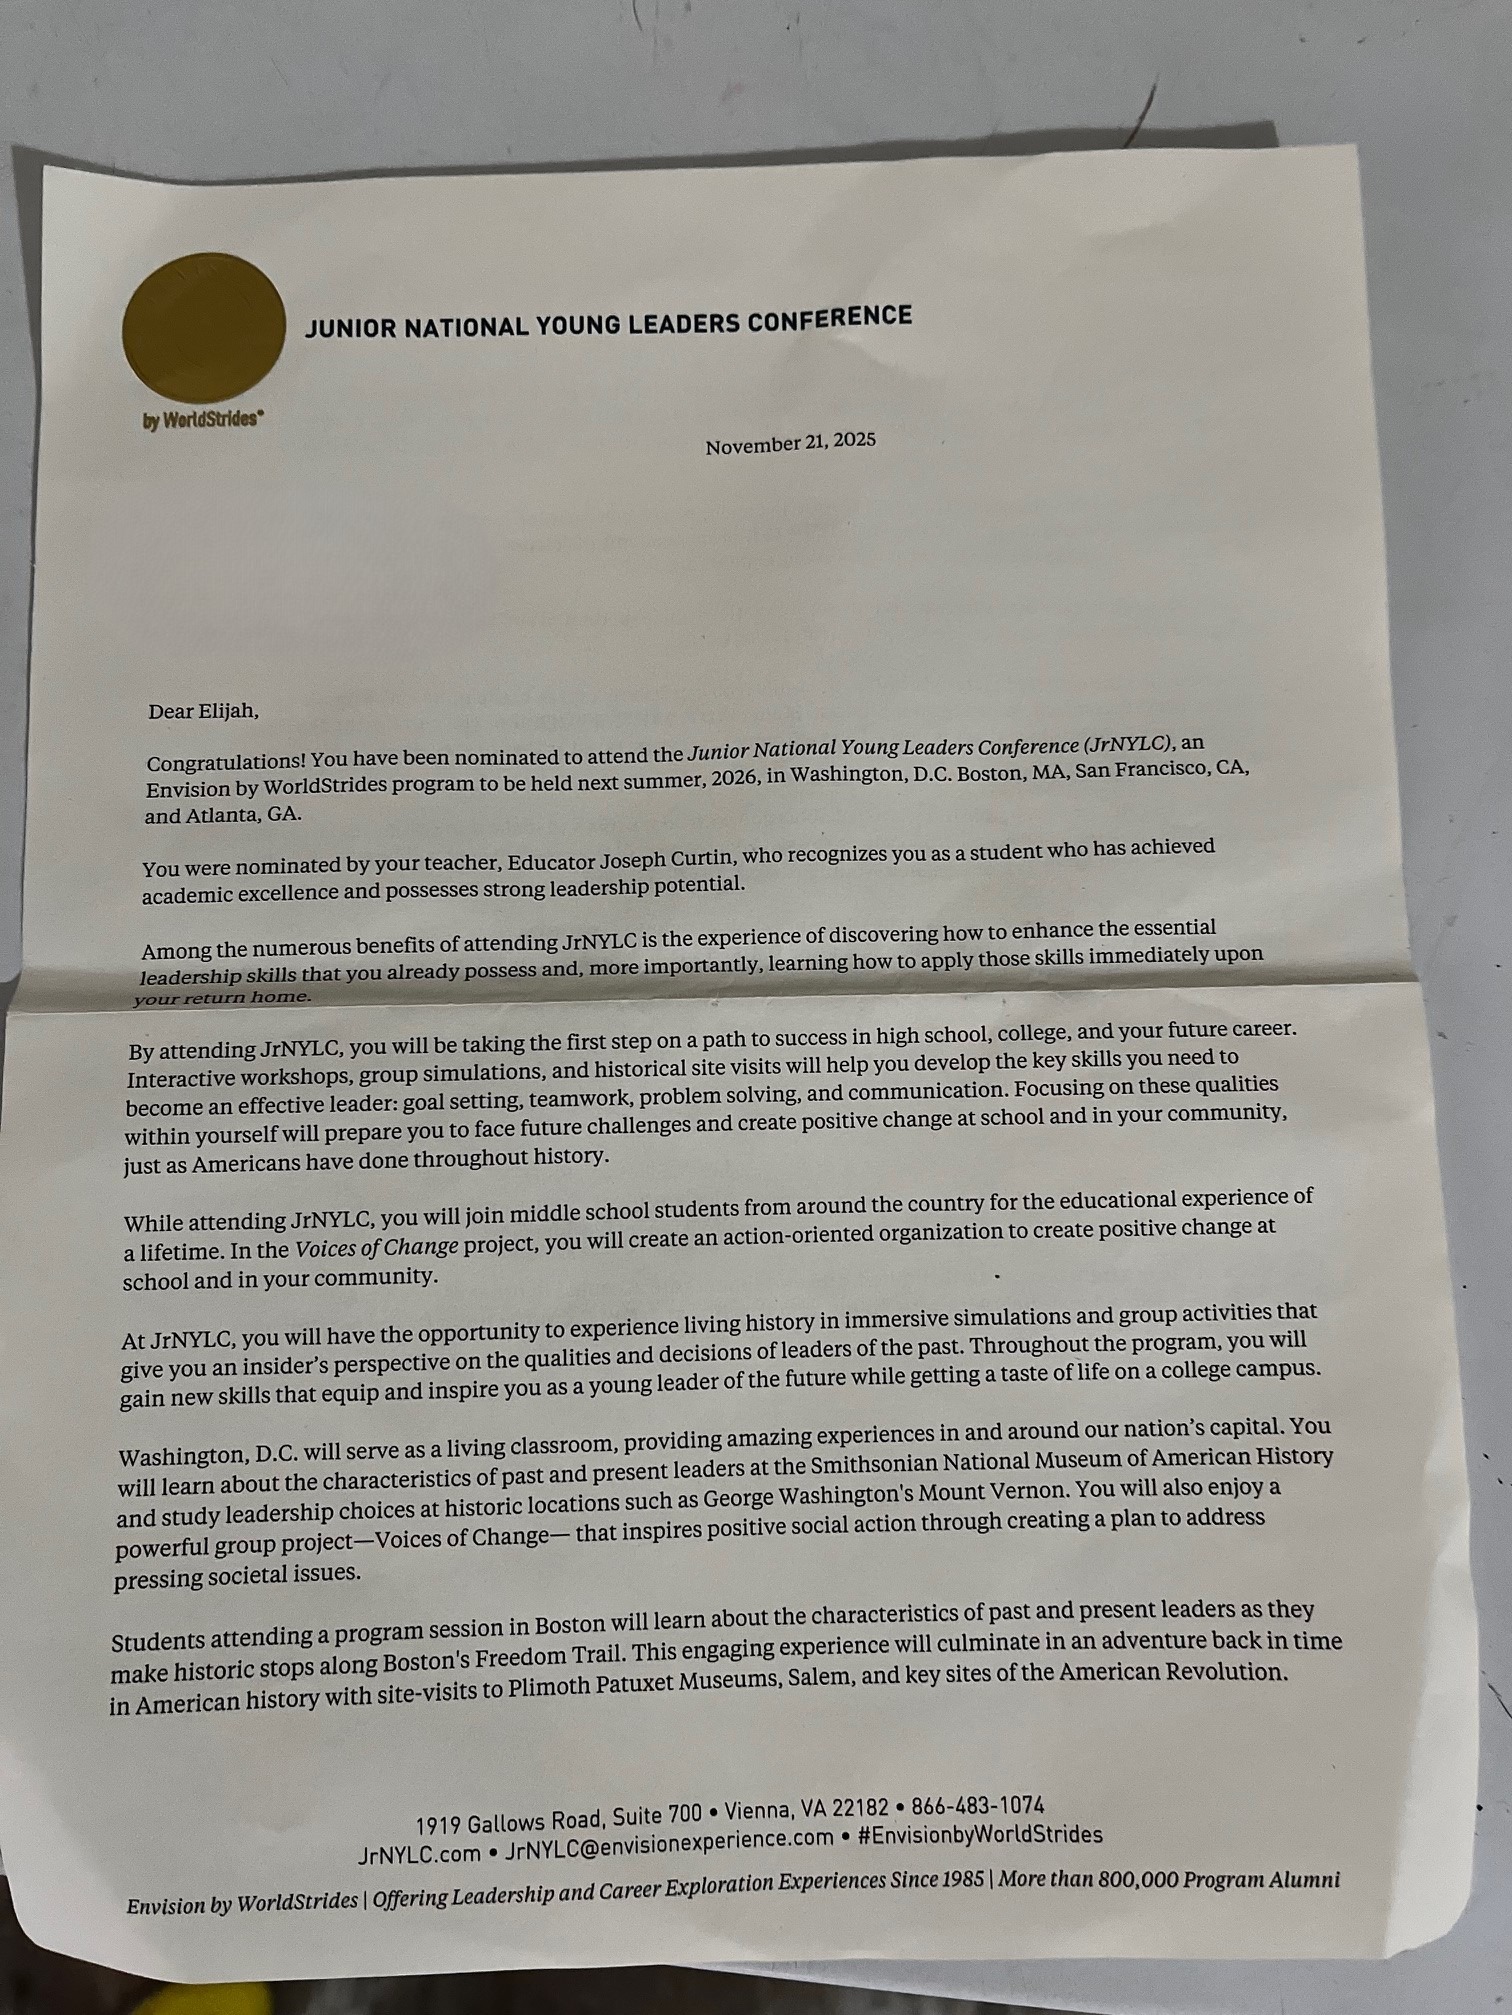 JUNIOR NATIONAL YOUNG LEADERS CONFERENCE
by WorldStrides®
November 21, 2025
Dear Elijah,
Congratulations! You have been nominated to attend the Junior National Young Leaders Conference (JrNYLC), an
Envision by WorldStrides program to be held next summer, 2026, in Washington, D.C. Boston, MA, San Francisco, CA,
and Atlanta, GA.
You were nominated by your teacher, Educator Joseph Curtin, who recognizes you as a student who has achieved
academic excellence and possesses strong leadership potential.
Among the numerous benefits of attending JrNYLC is the experience of discovering how to enhance the essential
leadership skills that you already possess and, more importantly, learning how to apply those skills immediately upon
your return home.
By attending JrNYLC, you will be taking the first step on a path to success in high school, college, and your future career.
Interactive workshops, group simulations, and historical site visits will help you develop the key skills you need to
become an effective leader: goal setting, teamwork, problem solving, and communication. Focusing on these qualities
within yourself will prepare you to face future challenges and create positive change at school and in your community,
just as Americans have done throughout history.
While attending JrNYLC, you will join middle school students from around the country for the educational experience of
a lifetime. In the Voices of Change project, you will create an action-oriented organization to create positive change at
school and in your community.
At JrNYLC, you will have the opportunity to experience living history in immersive simulations and group activities that
give you an insider’s perspective on the qualities and decisions of leaders of the past. Throughout the program, you will
gain new skills that equip and inspire you as a young leader of the future while getting a taste of life on a college campus.
Washington, D.C. will serve as a living classroom, providing amazing experiences in and around our nation’s capital. You
will learn about the characteristics of past and present leaders at the Smithsonian National Museum of American History
and study leadership choices at historic locations such as George Washington's Mount Vernon. You will also enjoy a
powerful group project—Voices of Change— that inspires positive social action through creating a plan to address
pressing societal issues.
Students attending a program session in Boston will learn about the characteristics of past and present leaders as they
make historic stops along Boston's Freedom Trail. This engaging experience will culminate in an adventure back in time
in American history with site-visits to Plimoth Patuxet Museums, Salem, and key sites of the American Revolution.
1919 Gallows Road, Suite 700 • Vienna, VA 22182 • 866-483-1074
JrNYLC.com • JrNYLC@envisionexperience.com • #EnvisionbyWorldStrides
Envision by WorldStrides | Offering Leadership and Career Exploration Experiences Since 1985 | More than 800,000 Program Alumni